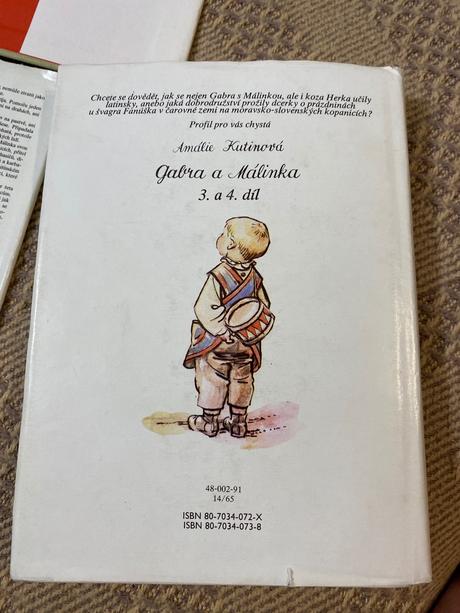 Chcete se dovědět, jak se nejen Gabra s Málinkou, ale i koza Herka učily
latinsky, anebo jaká dobrodružství prožily dcerky o prázdninách
u švagra Fanúška v čarovné zemi na moravsko-slovenských kopanicích?
Profil pro vás chystá
Amálie Kutinová
Gabra a Málinka
3. a 4. díl
48-002-91
14/65
ISBN 80-7034-072-X
ISBN 80-7034-073-8